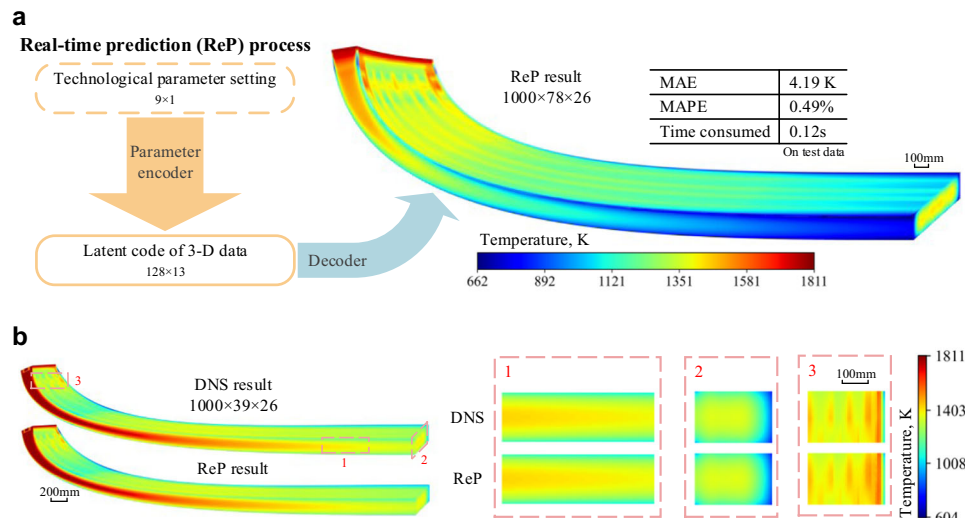 a
Real-time prediction (ReP) process
Technological parameter setting
9×1
Parameter
encoder
Latent code of 3-D data
128×13
Decoder
ReP result
1000×78×26
MAE 4.19 K
MAPE 0.49%
Time consumed 0.12s
On test data
100mm
Temperature, K
662 892 1121 1351 1581 1811
b
3
DNS result
1000×39×26
1
2
ReP result
200mm
1
2
3
100mm
DNS
ReP
Temperature, K
1811
1403
1008
604